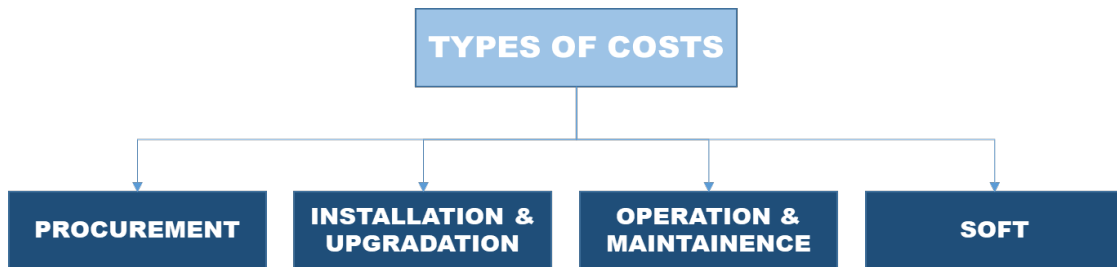 TYPES OF COSTS
PROCUREMENT
INSTALLATION &
UPGRADATION
OPERATION &
MAINTAINENCE
SOFT